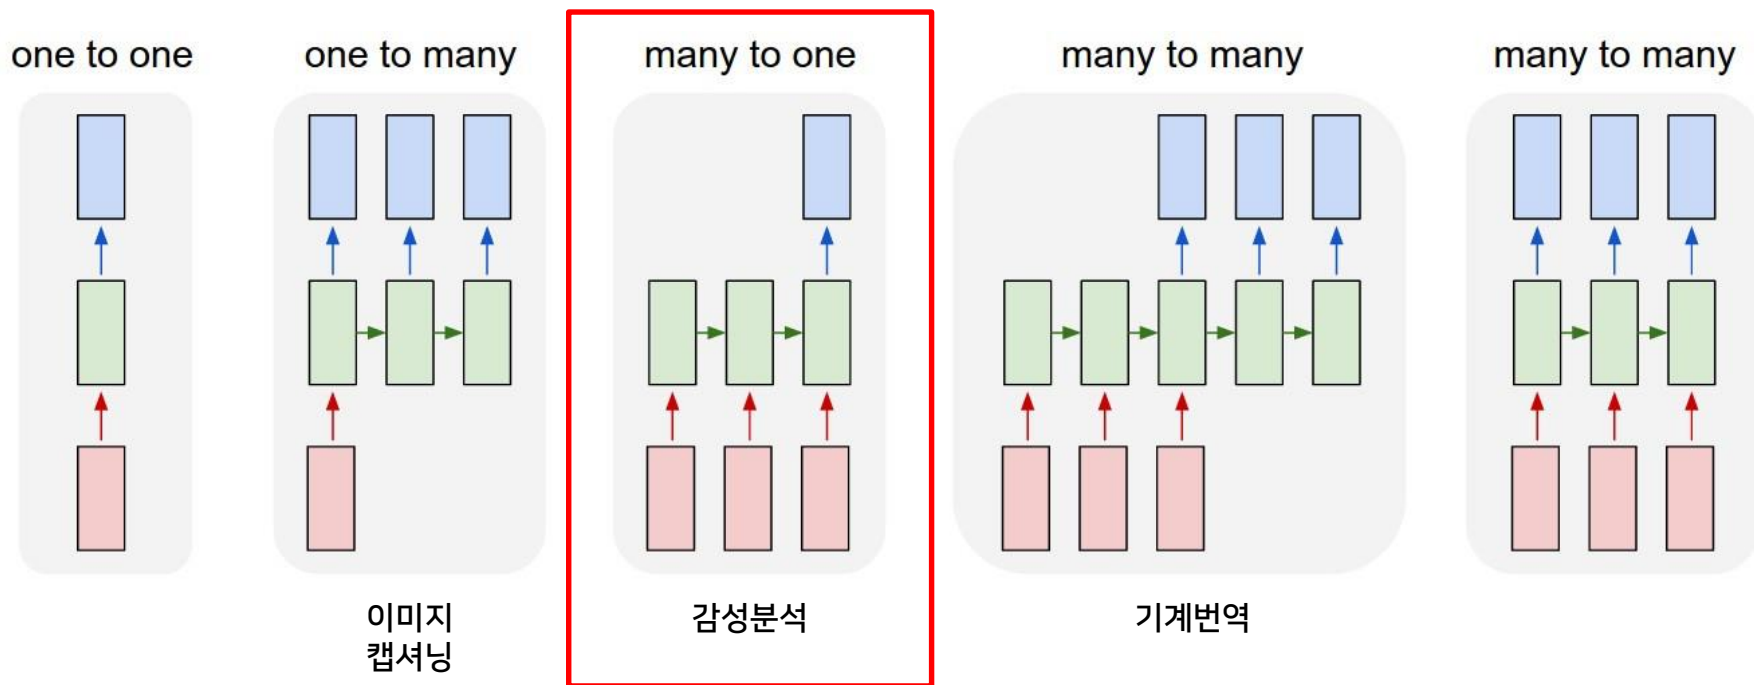 one to one
one to many
many to one
many to many
many to many
이미지
캡셔닝
감성분석
기계번역